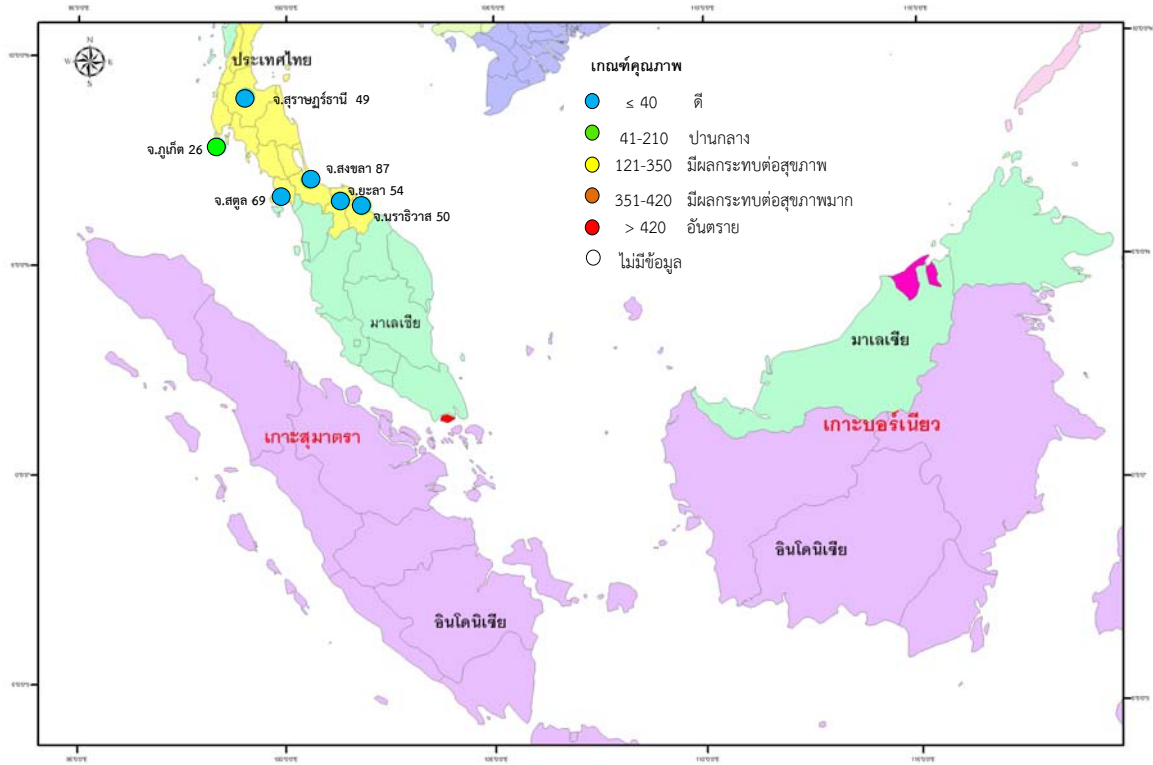 N
W E
S
ประเทศไทย
จ.สุราษฎร์ธานี 49
จ.ภูเก็ต 26
จ.สงขลา 87
จ.ยะลา 54
จ.สตูล 69
จ.นราธิวาส 50
เกณฑ์คุณภาพ
≤ 40 ดี
41-210 ปานกลาง
121-350 มีผลกระทบต่อสุขภาพ
351-420 มีผลกระทบต่อสุขภาพมาก
> 420 อันตราย
ไม่มีข้อมูล
มาเลเซีย
มาเลเซีย
เกาะสุมาตรา
เกาะบอร์เนียว
อินโดนิเซีย
อินโดนิเซีย